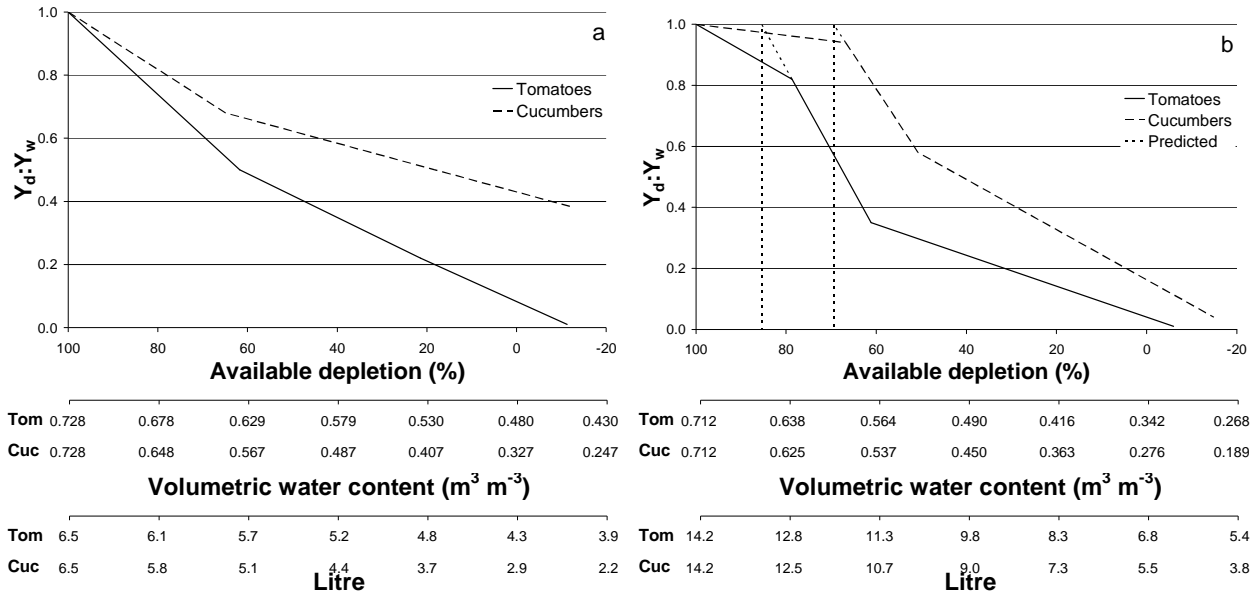 a
1.0
0.8
0.6
0.4
0.2
0.0
Yd:Yw
Tomatoes
Cucumbers
100 80 60 40 20 0 -20
Available depletion (%)
Tom 0.728 0.678 0.629 0.579 0.530 0.480 0.430
Cuc 0.728 0.648 0.567 0.487 0.407 0.327 0.247
Volumetric water content (m³ m⁻³)
Tom 6.5 6.1 5.7 5.2 4.8 4.3 3.9
Cuc 6.5 5.8 5.1 4.4 3.7 2.9 2.2
Litre
b
1.0
0.8
0.6
0.4
0.2
0.0
Yd:Yw
Tomatoes
Cucumbers
Predicted
100 80 60 40 20 0 -20
Available depletion (%)
Tom 0.712 0.638 0.564 0.490 0.416 0.342 0.268
Cuc 0.712 0.625 0.537 0.450 0.363 0.276 0.189
Volumetric water content (m³ m⁻³)
Tom 14.2 12.8 11.3 9.8 8.3 6.8 5.4
Cuc 14.2 12.5 10.7 9.0 7.3 5.5 3.8
Litre